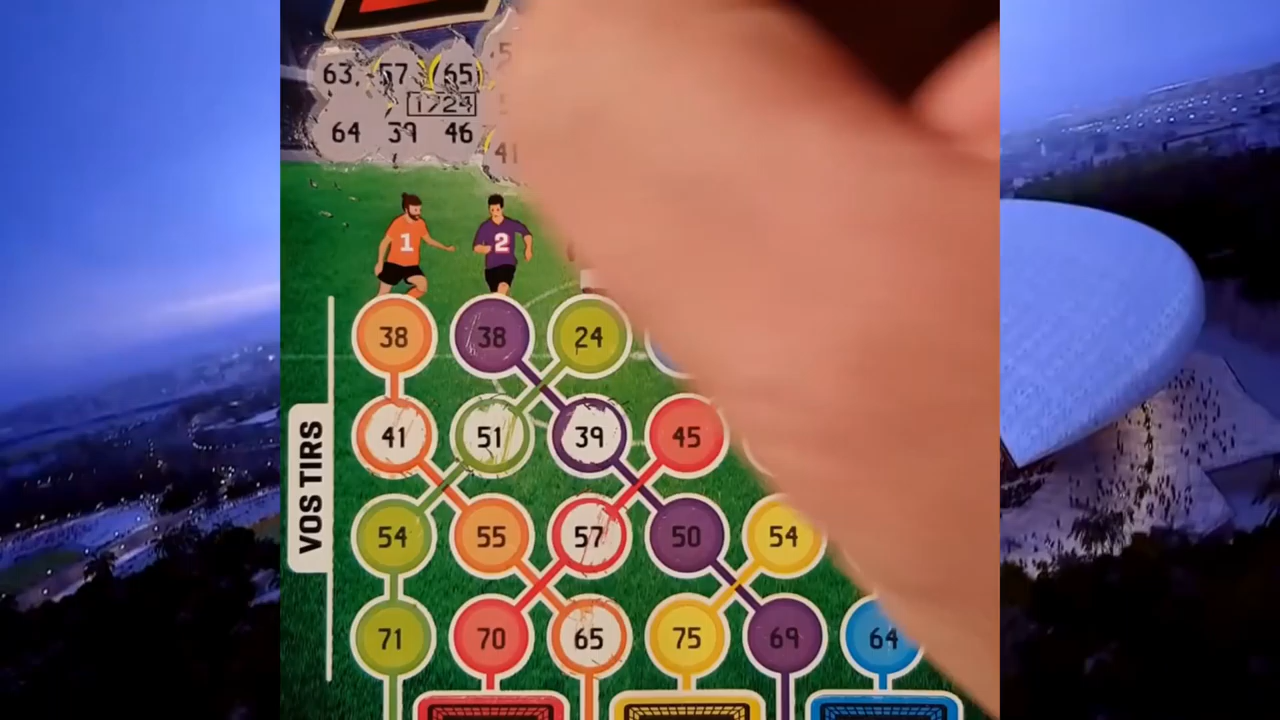 63 57 65
1724
64 39 46 41
1 2
38 38 24
41 51 39 45
VOS TIRS
54 55 57 50 54
71 70 65 75 69 64